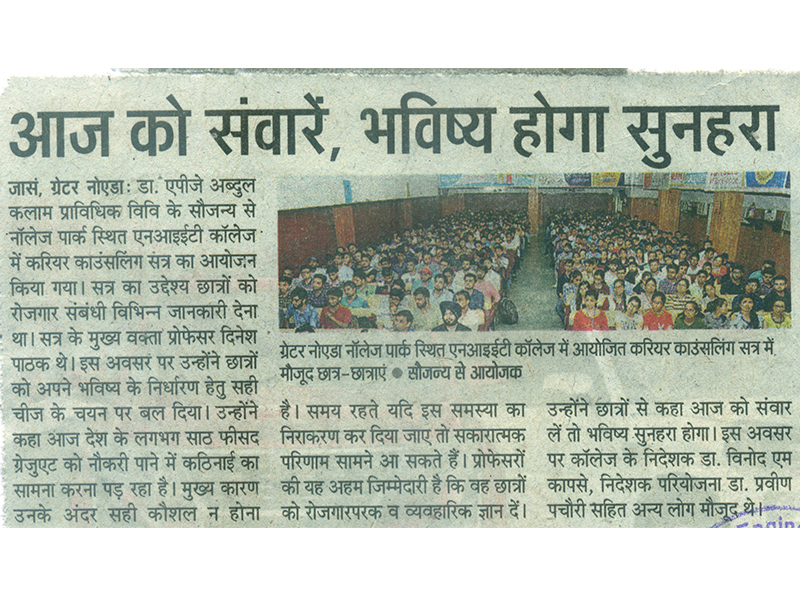 आज को संवारें, भविष्य होगा सुनहरा
जासं, ग्रेटर नोएडा: डा. एपीजे अब्दुल
कलाम प्राविधिक विवि के सौजन्य से
नॉलेज पार्क स्थित एनआइईटी कॉलेज
में करियर काउंसलिंग सत्र का आयोजन
किया गया। सत्र का उद्देश्य छात्रों को
रोजगार संबंधी विभिन्न जानकारी देना
था। सत्र के मुख्य वक्ता प्रोफेसर दिनेश
पाठक थे। इस अवसर पर उन्होंने छात्रों
को अपने भविष्य के निर्धारण हेतु सही
चीज के चयन पर बल दिया। उन्होंने
कहा आज देश के लगभग साठ फीसद
ग्रेजुएट को नौकरी पाने में कठिनाई का
सामना करना पड़ रहा है। मुख्य कारण
उनके अंदर सही कौशल न होना
ग्रेटर नोएडा नॉलेज पार्क स्थित एनआइईटी कॉलेज में आयोजित करियर काउंसलिंग सत्र में
मौजूद छात्र-छात्राएं ● सौजन्य से आयोजक
है। समय रहते यदि इस समस्या का
निराकरण कर दिया जाए तो सकारात्मक
परिणाम सामने आ सकते हैं। प्रोफेसरों
की यह अहम जिम्मेदारी है कि वह छात्रों
को रोजगारपरक व व्यवहारिक ज्ञान दें।
उन्होंने छात्रों से कहा आज को संवार
लें तो भविष्य सुनहरा होगा। इस अवसर
पर कॉलेज के निदेशक डा. विनोद एम
कापसे, निदेशक परियोजना डा. प्रवीण
पचौरी सहित अन्य लोग मौजूद थे।